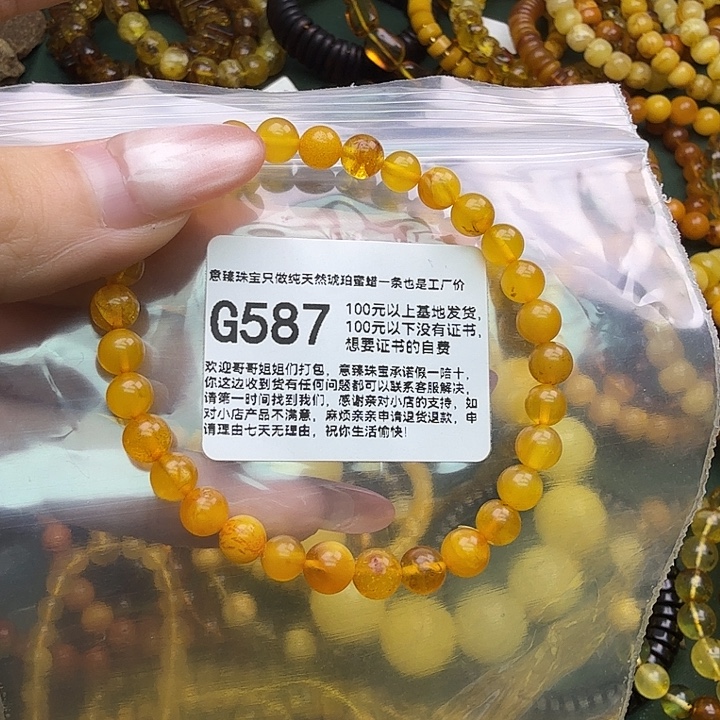 意臻珠宝只做纯天然琥珀蜜蜡一条也是工厂价
G587
100元以上基地发货,
100元以下没有证书,
想要证书的自费
欢迎哥哥姐姐们打包, 意臻珠宝承诺假一赔十,
你这边收到货有任何问题都可以联系客服解决,
请第一时间找到我们, 感谢亲对小店的支持, 如
对小店产品不满意, 麻烦亲亲申请退货退款, 申
请理由七天无理由, 祝你生活愉快!